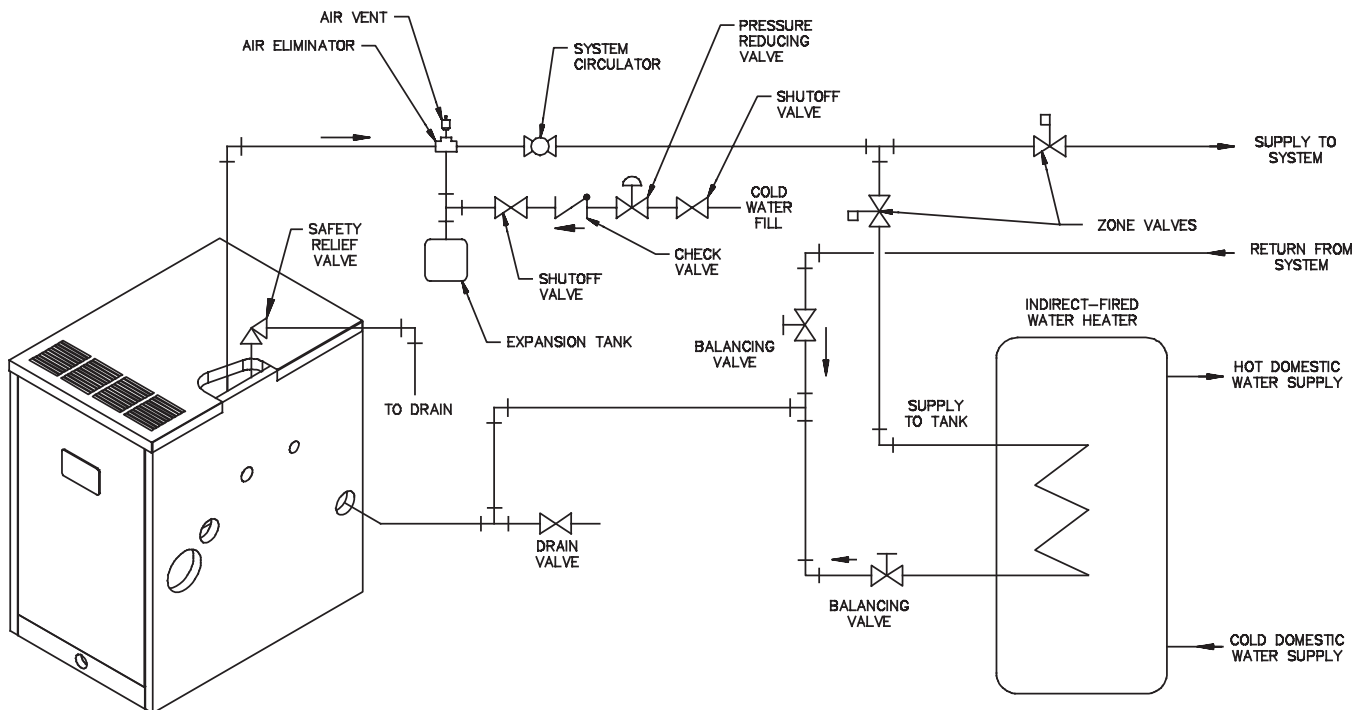 AIR VENT
AIR ELIMINATOR
SYSTEM
CIRCULATOR
PRESSURE
REDUCING
VALVE
SHUTOFF
VALVE
SUPPLY TO
SYSTEM
COLD
WATER
FILL
SAFETY
RELIEF
VALVE
ZONE VALVES
CHECK
VALVE
RETURN FROM
SYSTEM
SHUTOFF
VALVE
INDIRECT-FIRED
WATER HEATER
EXPANSION TANK
BALANCING
VALVE
HOT DOMESTIC
WATER SUPPLY
TO DRAIN
SUPPLY
TO TANK
DRAIN
VALVE
BALANCING
VALVE
COLD DOMESTIC
WATER SUPPLY